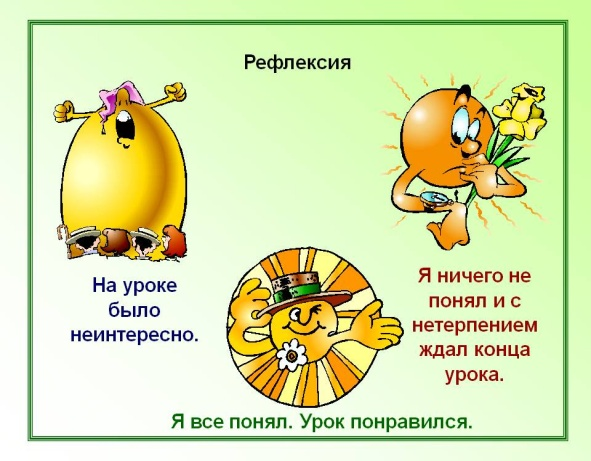 Рефлексия
На уроке
было
неинтересно.
Я ничего не
понял и с
нетерпением
ждал конца
урока.
Я все понял. Урок понравился.